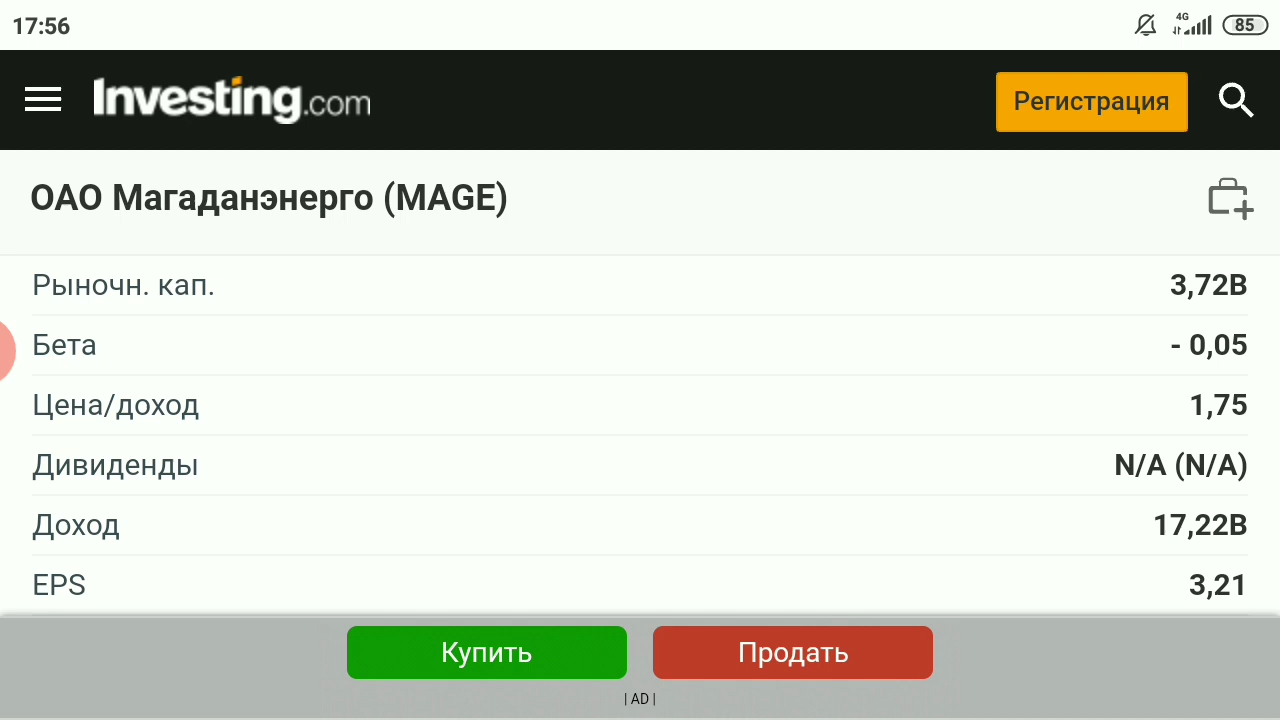 17:56
4G
85
Investing.com
Регистрация
ОАО Магаданэнерго (MAGE)
Рыночн. кап. 3,72B
Бета - 0,05
Цена/доход 1,75
Дивиденды N/A (N/A)
Доход 17,22B
EPS 3,21
Купить Продать
| AD |